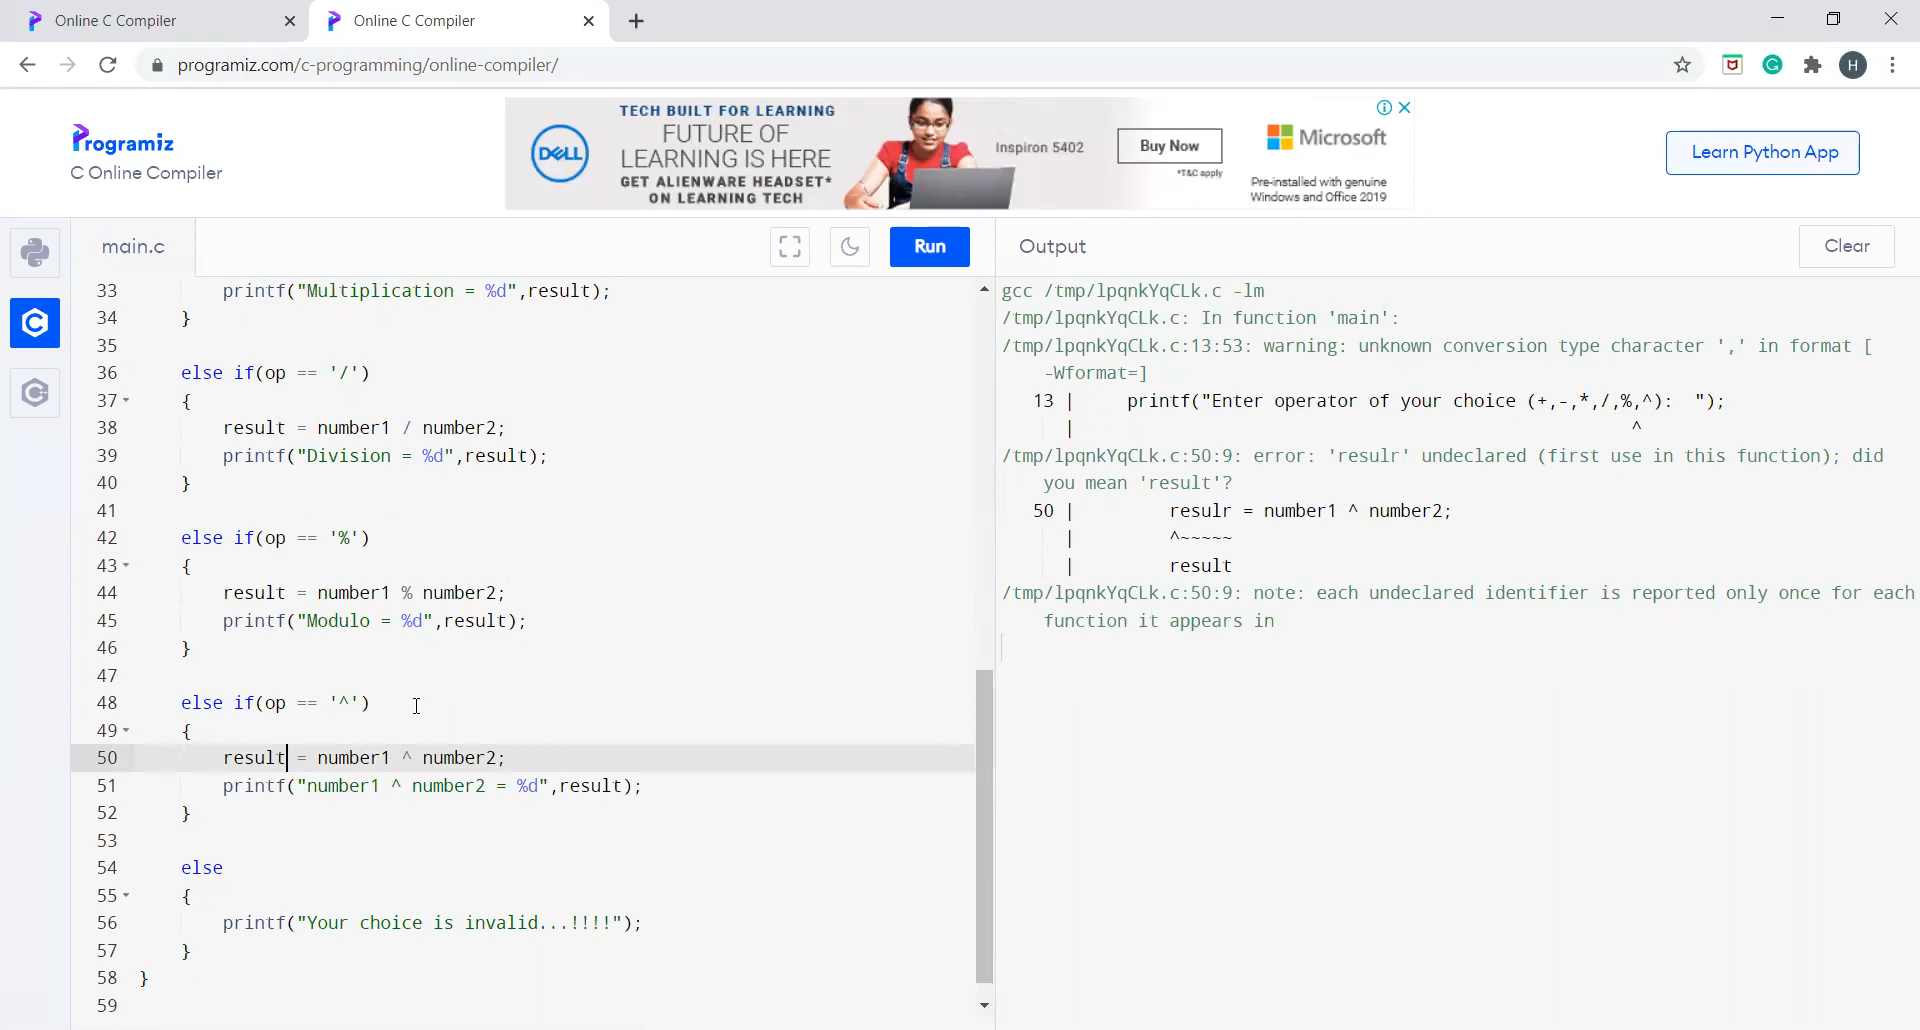 Online C Compiler
Online C Compiler
programiz.com/c-programming/online-compiler/
H
Programiz
C Online Compiler
DELL
TECH BUILT FOR LEARNING
FUTURE OF
LEARNING IS HERE
GET ALIENWARE HEADSET*
ON LEARNING TECH
Inspiron 5402
Buy Now
*T&C apply
Microsoft
Pre-installed with genuine
Windows and Office 2019
Learn Python App
main.c
Run
Output
Clear
33 printf("Multiplication = %d",result);
34 }
35
36 else if(op == '/')
37 {
38 result = number1 / number2;
39 printf("Division = %d",result);
40 }
41
42 else if(op == '%')
43 {
44 result = number1 % number2;
45 printf("Modulo = %d",result);
46 }
47
48 else if(op == '^')
49 {
50 result = number1 ^ number2;
51 printf("number1 ^ number2 = %d",result);
52 }
53
54 else
55 {
56 printf("Your choice is invalid...!!!!");
57 }
58 }
59
gcc /tmp/lpqnkYqCLk.c -lm
/tmp/lpqnkYqCLk.c: In function 'main':
/tmp/lpqnkYqCLk.c:13:53: warning: unknown conversion type character ',' in format [
-Wformat=]
13 | printf("Enter operator of your choice (+,-,*,/,%,^):  ");
| ^
/tmp/lpqnkYqCLk.c:50:9: error: 'resulr' undeclared (first use in this function); did
you mean 'result'?
50 | resulr = number1 ^ number2;
| ^~~~~~
| result
/tmp/lpqnkYqCLk.c:50:9: note: each undeclared identifier is reported only once for each
function it appears in